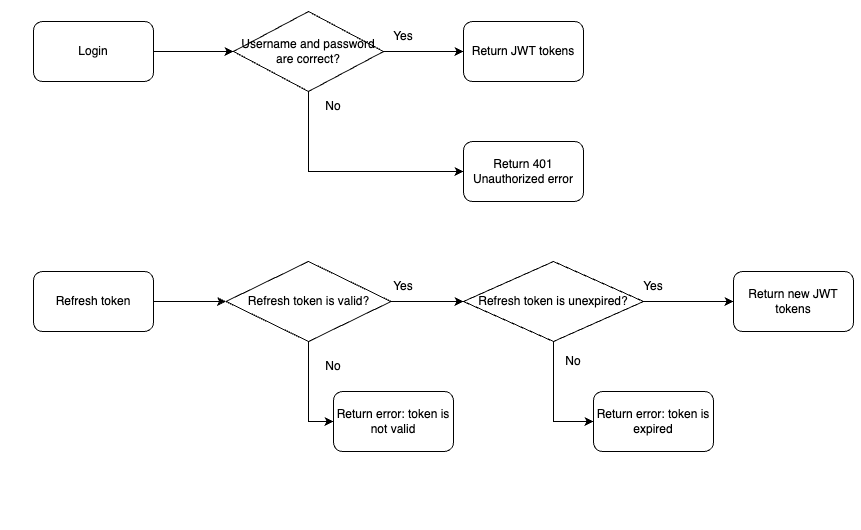 Login
Username and password
are correct?
Yes
Return JWT tokens
No
Return 401
Unauthorized error
Refresh token
Refresh token is valid?
Yes
Refresh token is unexpired?
Yes
Return new JWT
tokens
No
Return error: token is
not valid
No
Return error: token is
expired